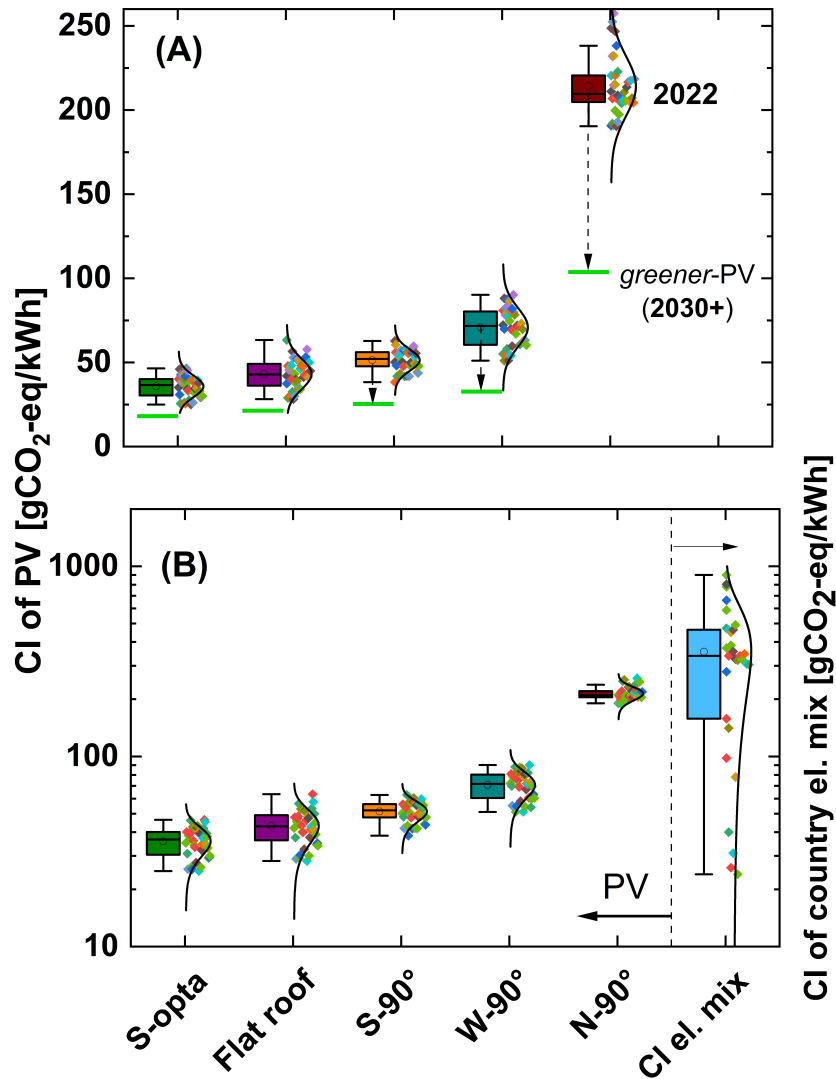 (A)
250
200
150
100
50
0
2022
greener-PV
(2030+)
CI of PV [gCO₂-eq/kWh]
(B)
1000
100
10
PV
CI of country el. mix [gCO₂-eq/kWh]
S-opta
Flat roof
S-90°
W-90°
N-90°
CI el. mix